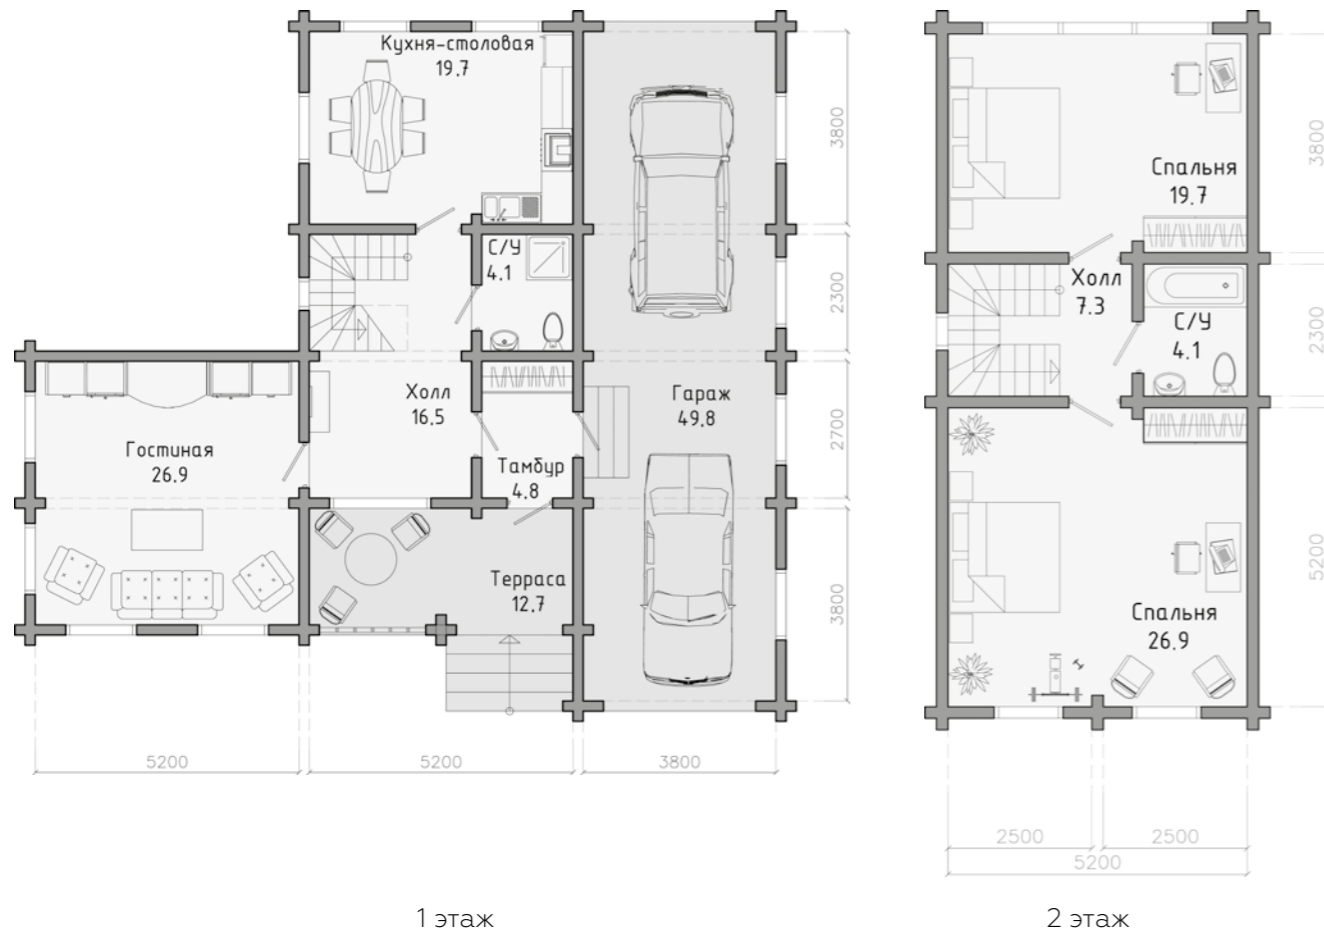 Кухня-столовая
19.7
3800
С/У
4.1
2300
Холл
16.5
Гараж
49.8
2700
Гостиная
26.9
Тамбур
4.8
Терраса
12.7
3800
5200
5200
3800
1 этаж
Спальня
19.7
3800
Холл
7.3
С/У
4.1
2300
Спальня
26.9
5200
2500
2500
5200
2 этаж